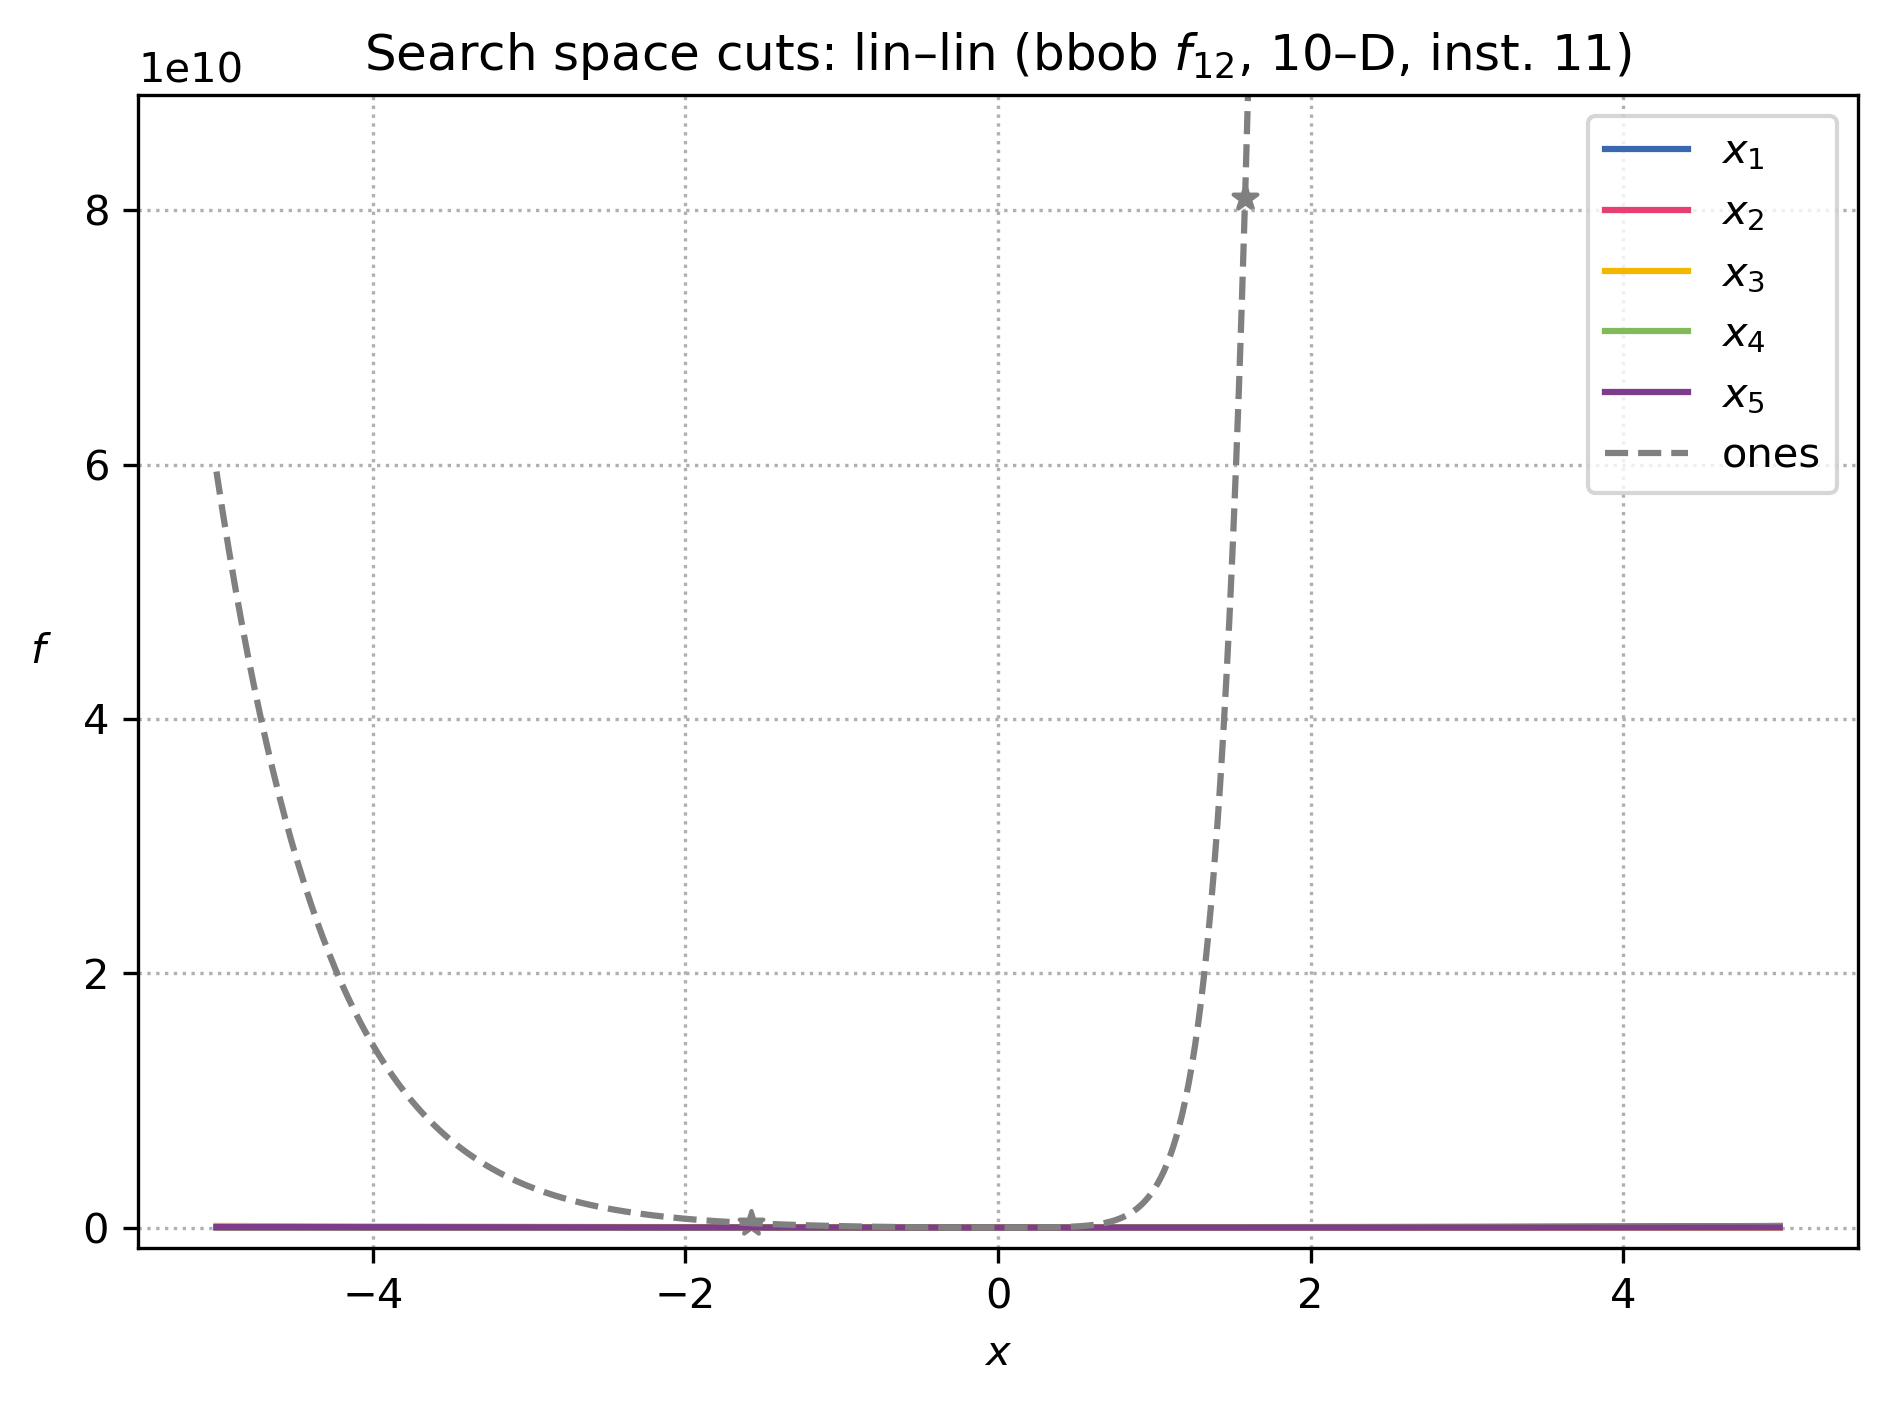 Search space cuts: lin–lin (bbob f₁₂, 10–D, inst. 11)
1e10
8
6
4
2
0
f
−4
−2
0
2
4
x
x₁
x₂
x₃
x₄
x₅
ones